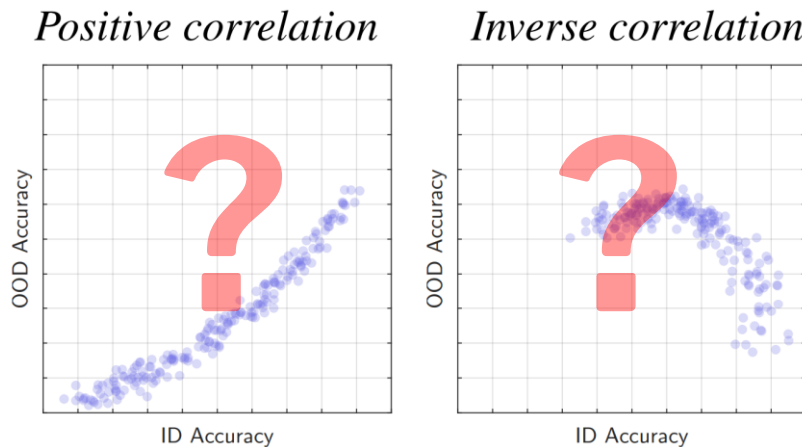 Positive correlation
Inverse correlation
OOD Accuracy
?
ID Accuracy
OOD Accuracy
?
ID Accuracy